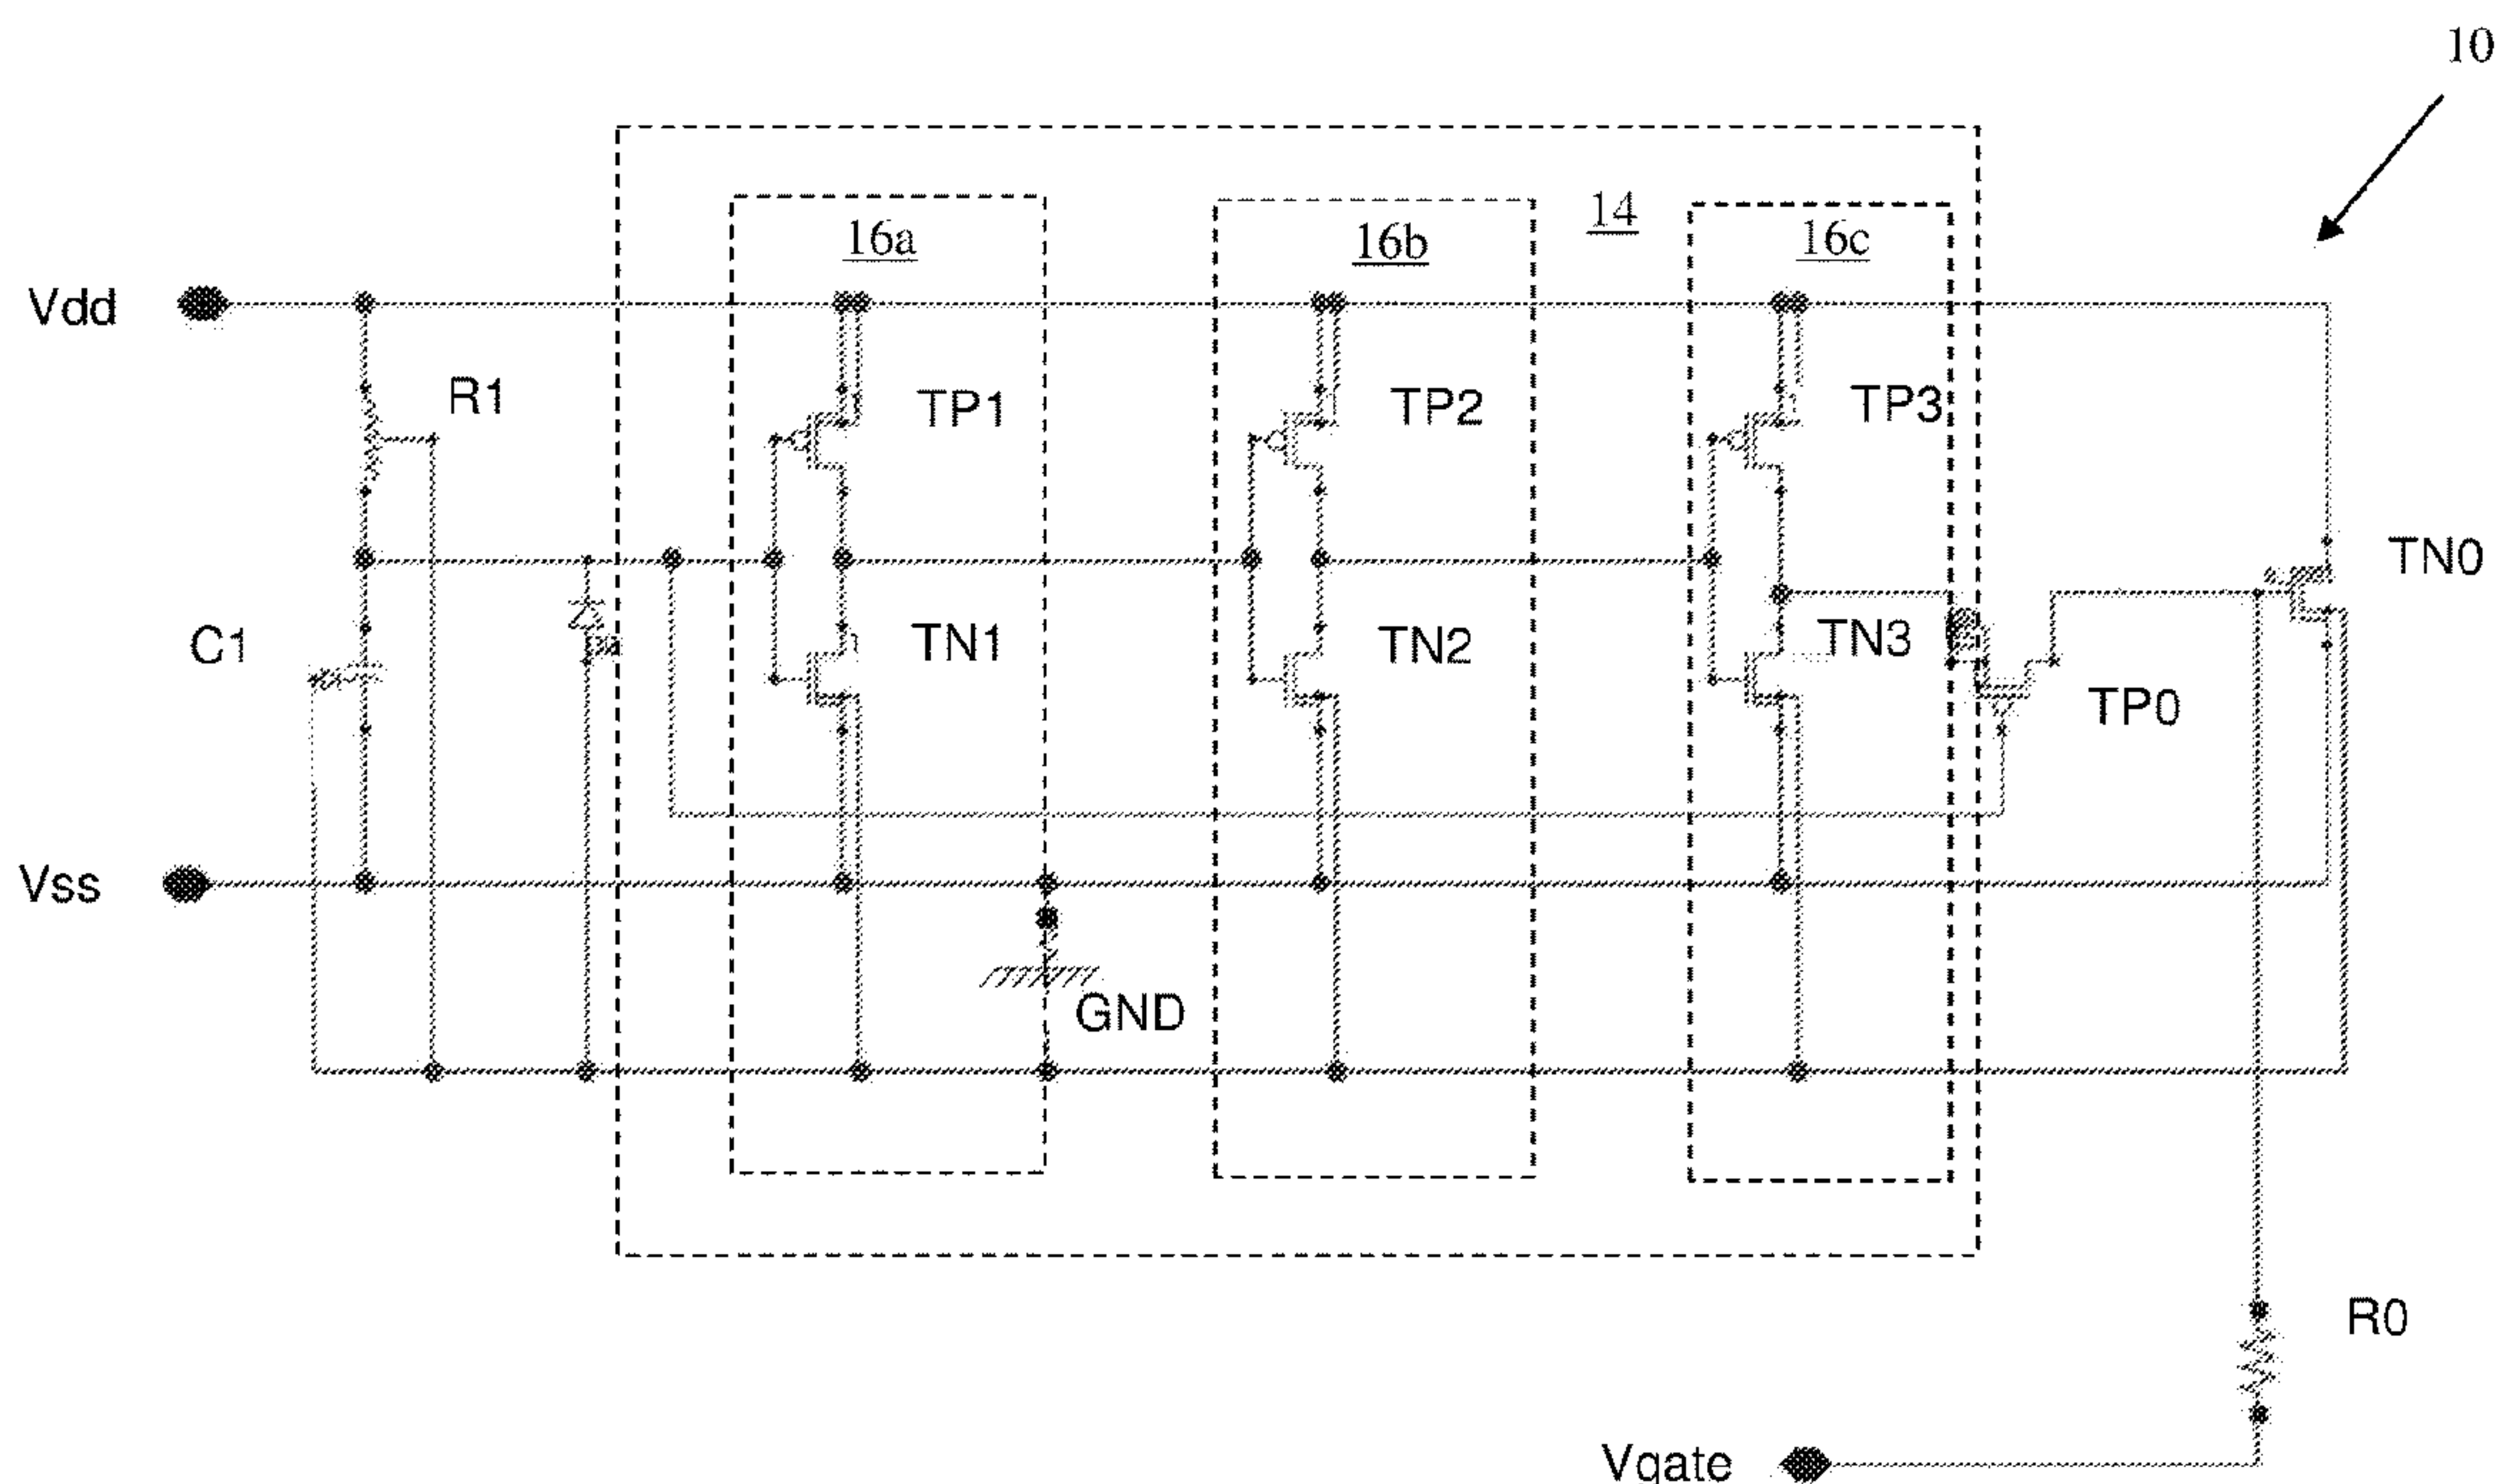 10
14
16a
16b
16c
Vdd
R1
TP1
TP2
TP3
TN0
C1
TN1
TN2
TN3
TP0
Vss
GND
R0
Vgate